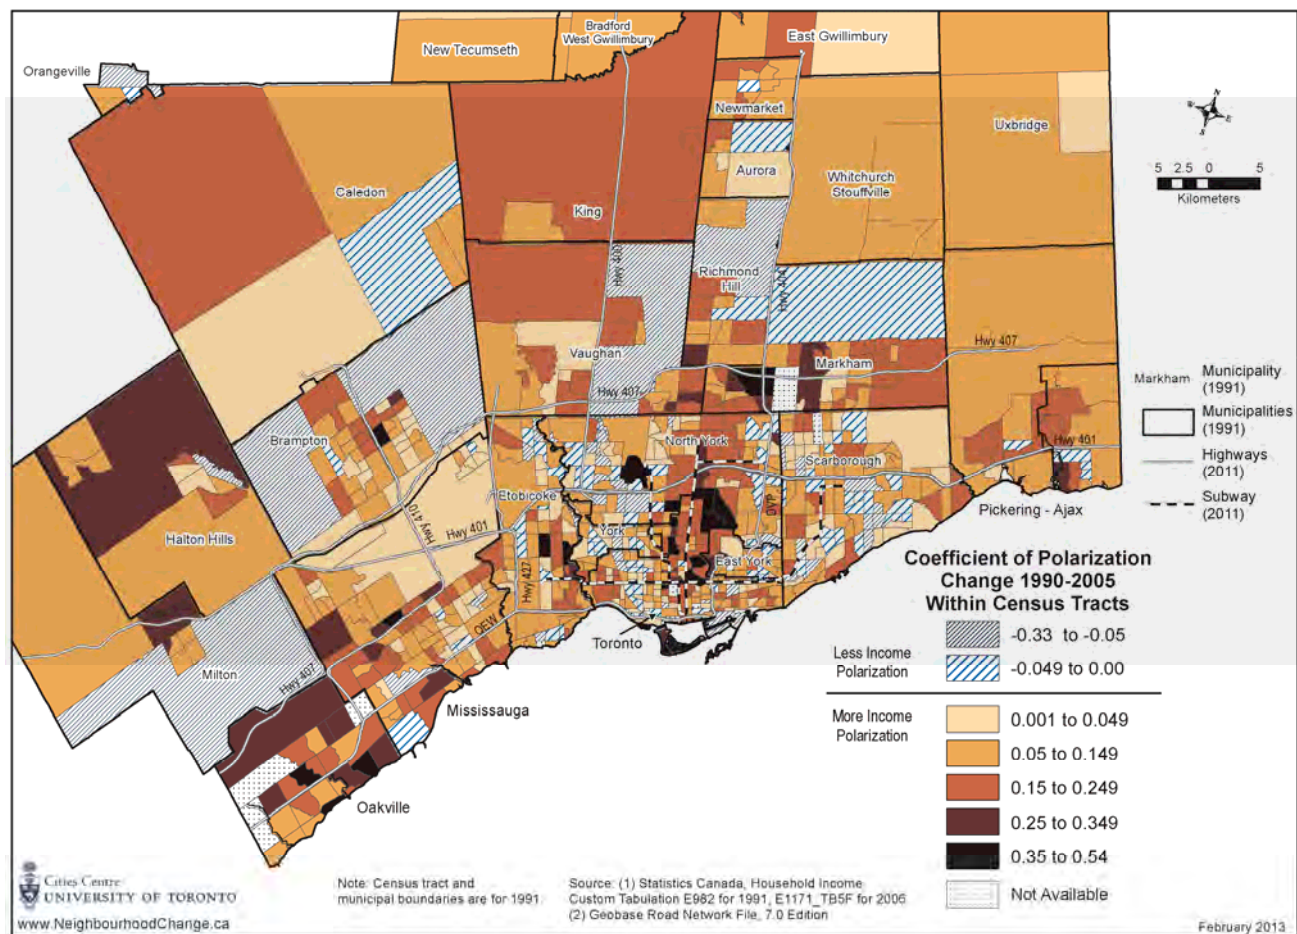 Bradford
West Gwillimbury
East Gwillimbury
New Tecumseth
Orangeville
Newmarket
Uxbridge
N
W
E
S
Aurora
Whitchurch
Stouffville
5 2.5 0 5
Kilometers
Caledon
King
Hwy 400
Richmond
Hill
Hwy 404
Hwy 407
Vaughan
Markham
Hwy 407
Markham
Municipality
(1991)
Municipalities
(1991)
Highways
(2011)
Subway
(2011)
Brampton
North York
Hwy 401
Scarborough
Etobicoke
Pickering - Ajax
Hwy 410
Hwy 401
DVP
York
Halton Hills
East York
Hwy 427
QEW
Toronto
Milton
Hwy 407
Mississauga
Oakville
Coefficient of Polarization
Change 1990-2005
Within Census Tracts
Less Income
Polarization
-0.33 to -0.05
-0.049 to 0.00
More Income
Polarization
0.001 to 0.049
0.05 to 0.149
0.15 to 0.249
0.25 to 0.349
0.35 to 0.54
Not Available
Cities Centre
UNIVERSITY OF TORONTO
www.NeighbourhoodChange.ca
Note: Census tract and
municipal boundaries are for 1991.
Source: (1) Statistics Canada, Household Income
Custom Tabulation E982 for 1991, E1171_TB5F for 2006
(2) Geobase Road Network File, 7.0 Edition
February 2013